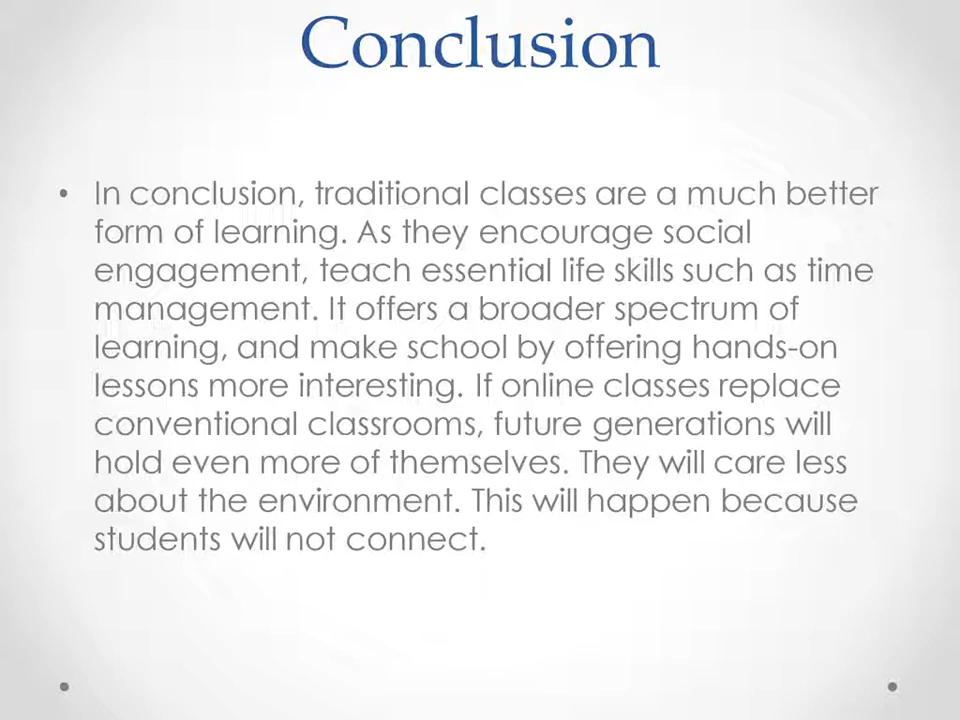 Conclusion
• In conclusion, traditional classes are a much better
form of learning. As they encourage social
engagement, teach essential life skills such as time
management. It offers a broader spectrum of
learning, and make school by offering hands-on
lessons more interesting. If online classes replace
conventional classrooms, future generations will
hold even more of themselves. They will care less
about the environment. This will happen because
students will not connect.